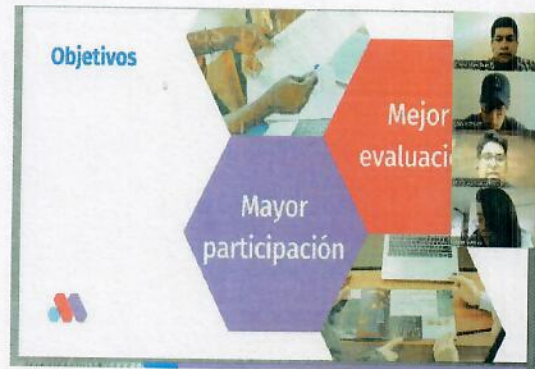 Objetivos
Mejor
evaluaci
Mayor
participación